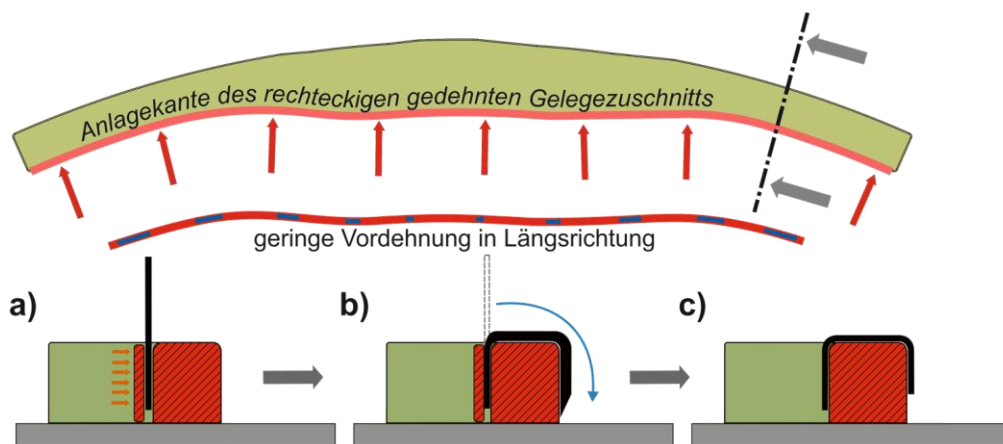 Anlagekante des rechteckigen gedehnten Gelegezuschnitts
geringe Vordehnung in Längsrichtung
a)
b)
c)